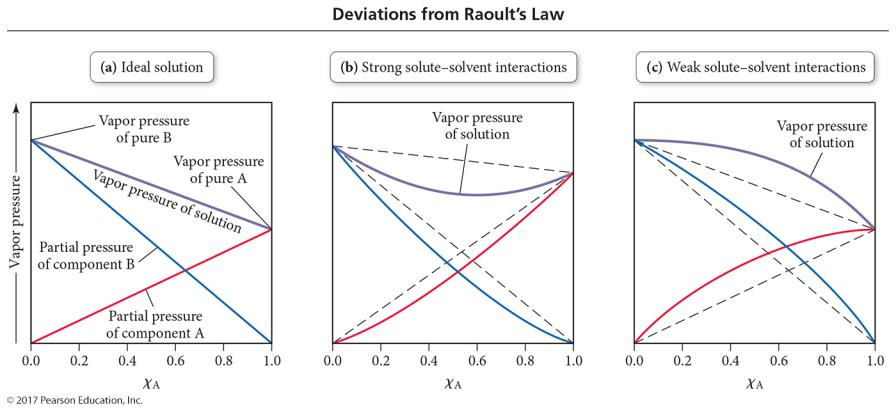 Deviations from Raoult's Law
(a) Ideal solution
Vapor pressure
Vapor pressure
of pure B
Vapor pressure
of pure A
Vapor pressure of solution
Partial pressure
of component B
Partial pressure
of component A
0.0 0.2 0.4 0.6 0.8 1.0
χA
(b) Strong solute–solvent interactions
Vapor pressure
of solution
0.0 0.2 0.4 0.6 0.8 1.0
χA
(c) Weak solute–solvent interactions
Vapor pressure
of solution
0.0 0.2 0.4 0.6 0.8 1.0
χA
© 2017 Pearson Education, Inc.